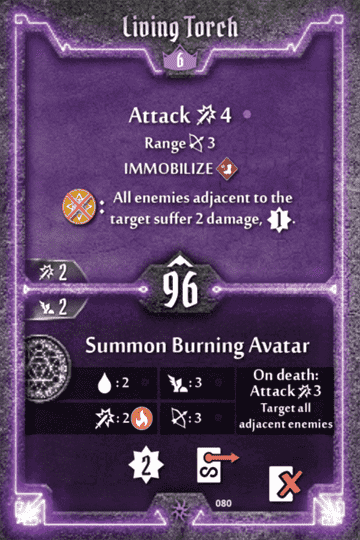 Living Torch
6
Attack 4
Range 3
IMMOBILIZE
: All enemies adjacent to the
target suffer 2 damage, 1.
2
96
2
Summon Burning Avatar
: 2 : 3
: 2 : 3
On death:
Attack 3
Target all
adjacent enemies
2
080